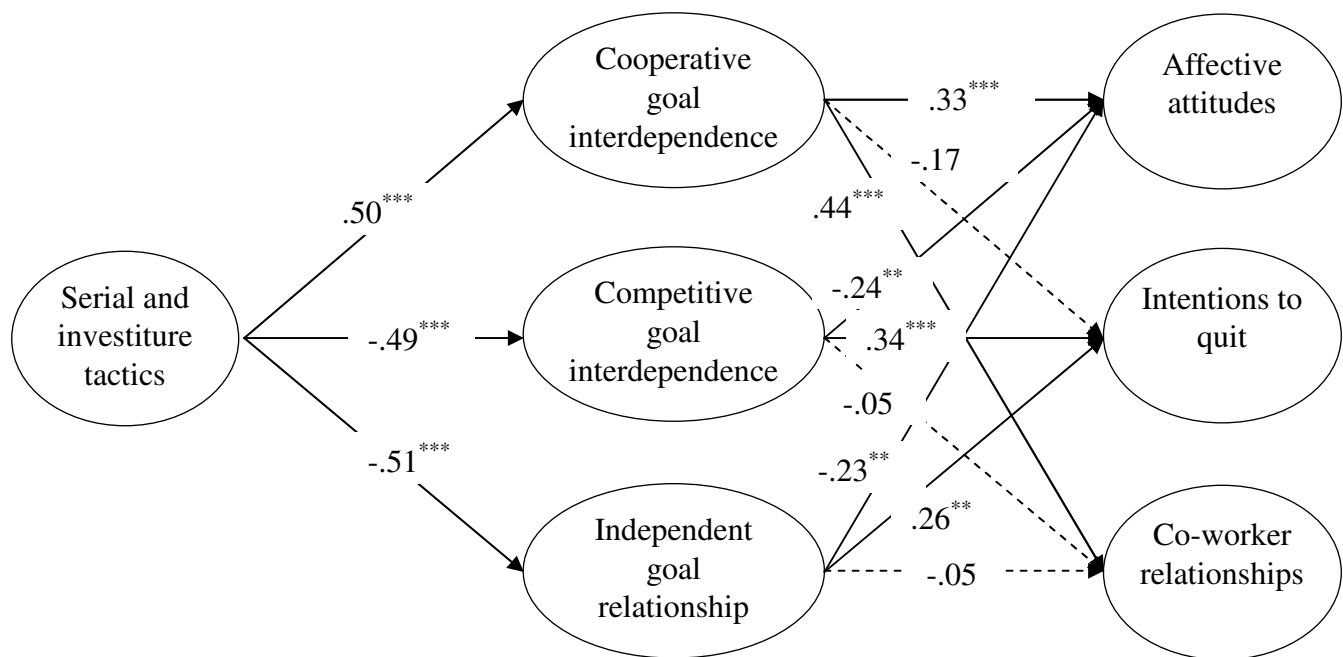 Cooperative
goal
interdependence
Affective
attitudes
.33***
-.17
.44***
.50***
Serial and
investiture
tactics
Competitive
goal
interdependence
Intentions to
quit
-.24**
-.49***
.34***
-.05
-.51***
-.23**
.26**
Independent
goal
relationship
-.05
Co-worker
relationships